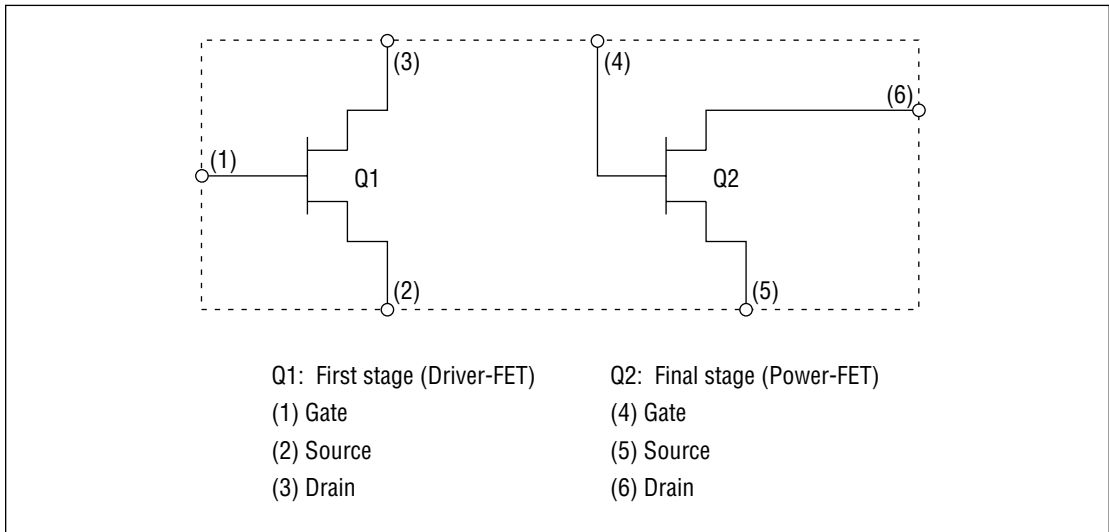 (3)
(4)
(6)
(1)
Q1
Q2
(2)
(5)
Q1: First stage (Driver-FET)
(1) Gate
(2) Source
(3) Drain
Q2: Final stage (Power-FET)
(4) Gate
(5) Source
(6) Drain